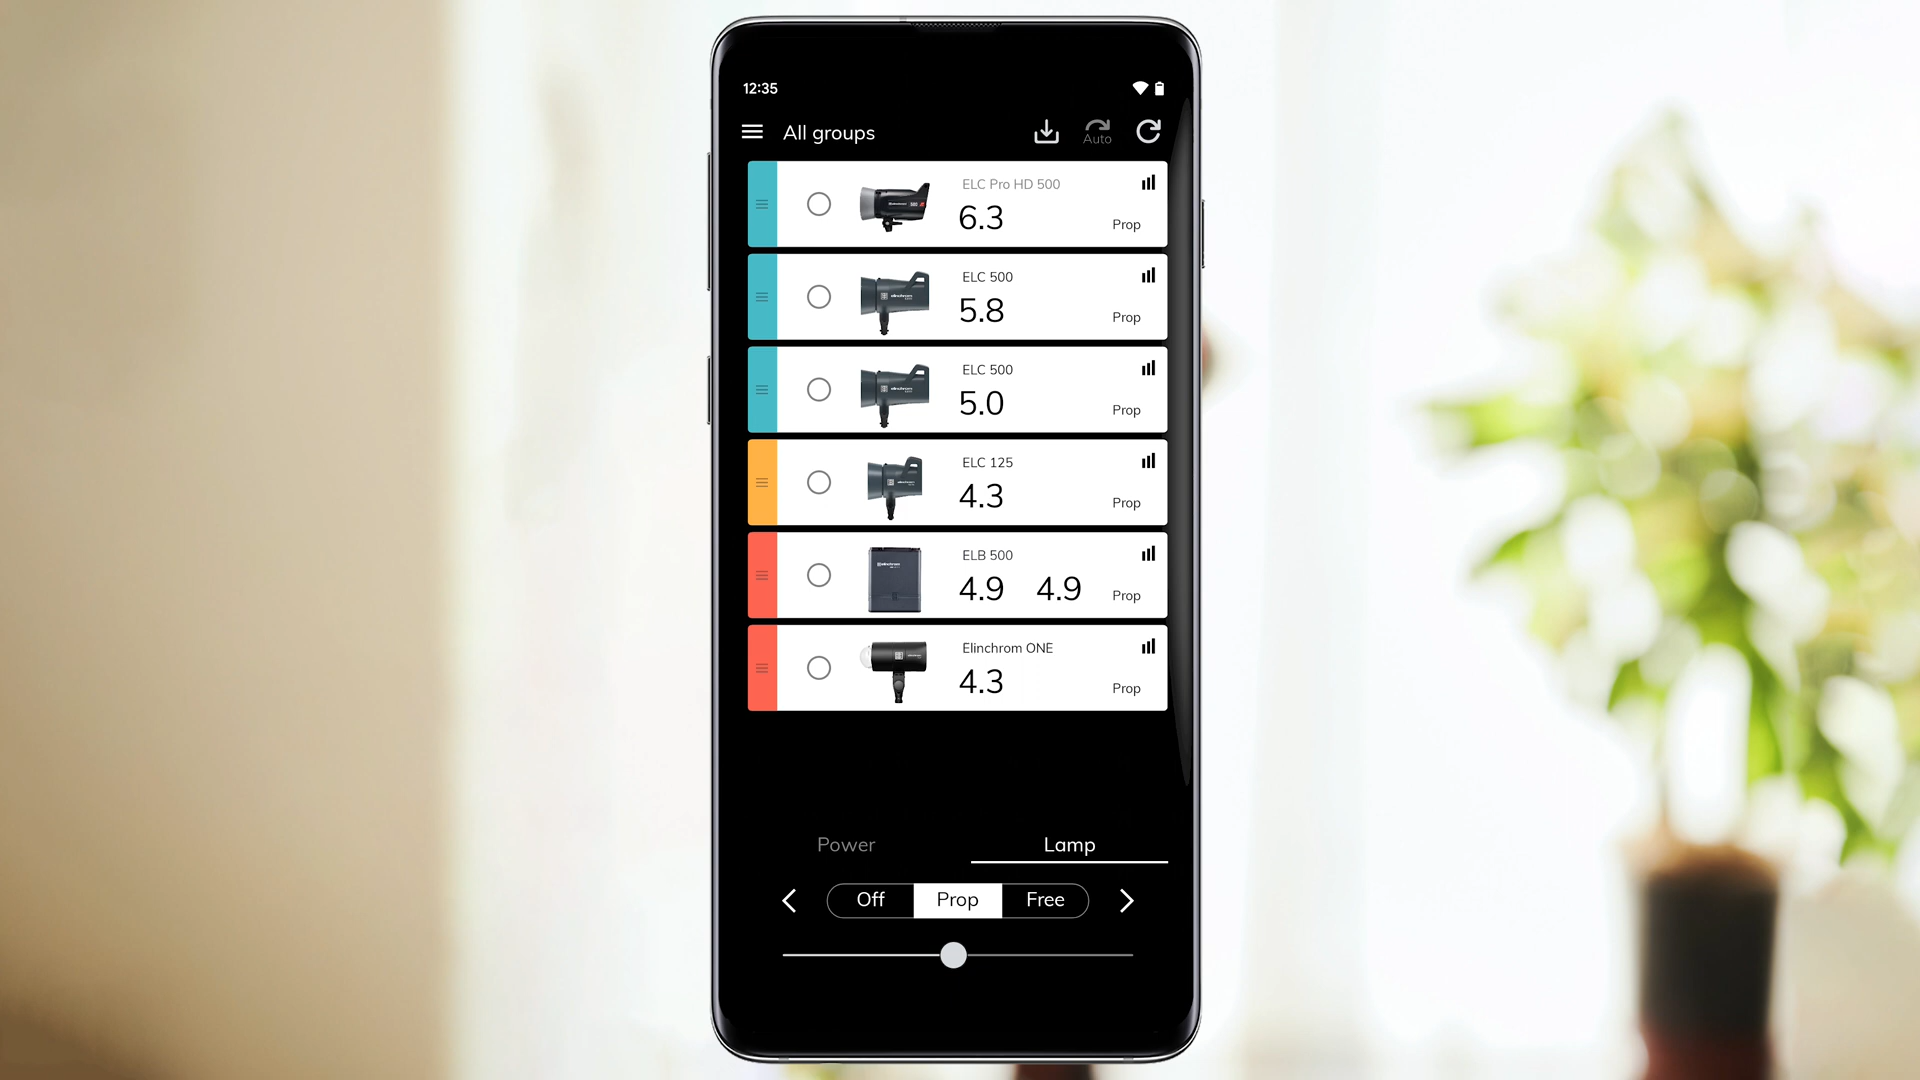 12:35
All groups
Auto
ELC Pro HD 500
6.3
Prop
ELC 500
5.8
Prop
ELC 500
5.0
Prop
ELC 125
4.3
Prop
ELB 500
4.9 4.9
Prop
Elinchrom ONE
4.3
Prop
Power Lamp
Off Prop Free